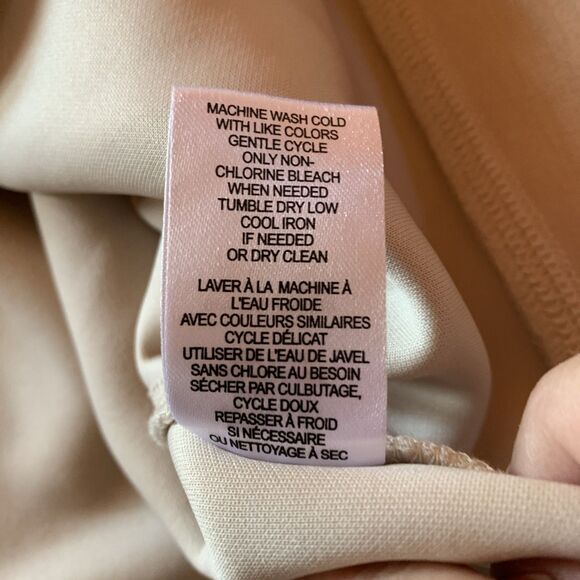 MACHINE WASH COLD
WITH LIKE COLORS
GENTLE CYCLE
ONLY NON-
CHLORINE BLEACH
WHEN NEEDED
TUMBLE DRY LOW
COOL IRON
IF NEEDED
OR DRY CLEAN
LAVER À LA MACHINE À
L'EAU FROIDE
AVEC COULEURS SIMILAIRES
CYCLE DÉLICAT
UTILISER DE L'EAU DE JAVEL
SANS CHLORE AU BESOIN
SÉCHER PAR CULBUTAGE,
CYCLE DOUX
REPASSER À FROID
SI NÉCESSAIRE
OU NETTOYAGE À SEC